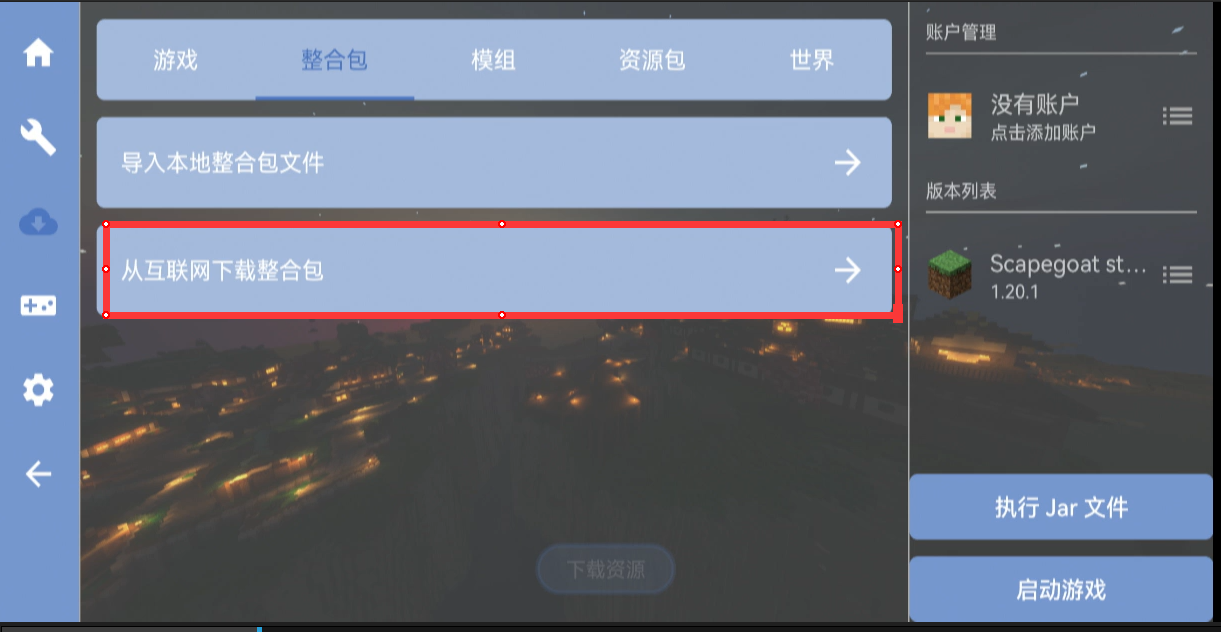 游戏 整合包 模组 资源包 世界
导入本地整合包文件
从互联网下载整合包
下载资源
账户管理
没有账户
点击添加账户
版本列表
Scapegoat st...
1.20.1
执行 Jar 文件
启动游戏